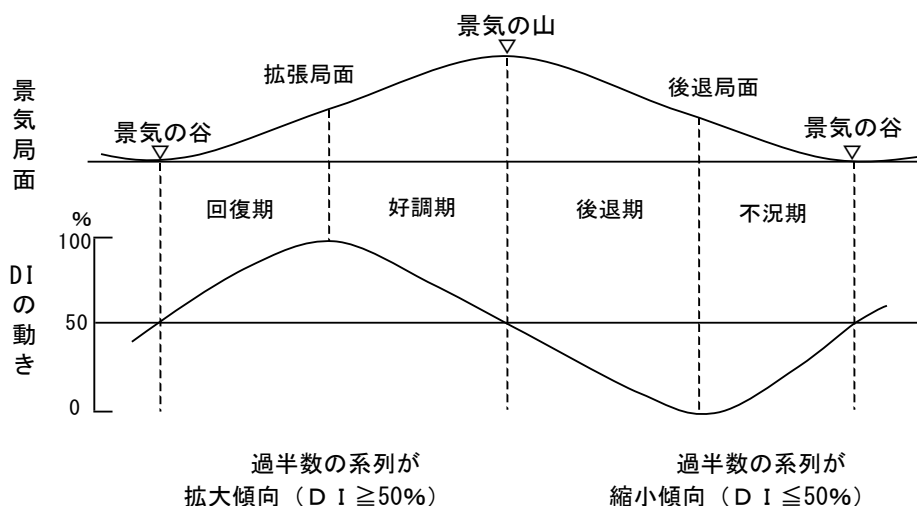 景気の山
▽
拡張局面
後退局面
景気の谷
▽
景気の谷
▽
景気局面
回復期
好調期
後退期
不況期
%
100
50
0
DIの動き
過半数の系列が
拡大傾向（ＤＩ≧50%）
過半数の系列が
縮小傾向（ＤＩ≦50%）